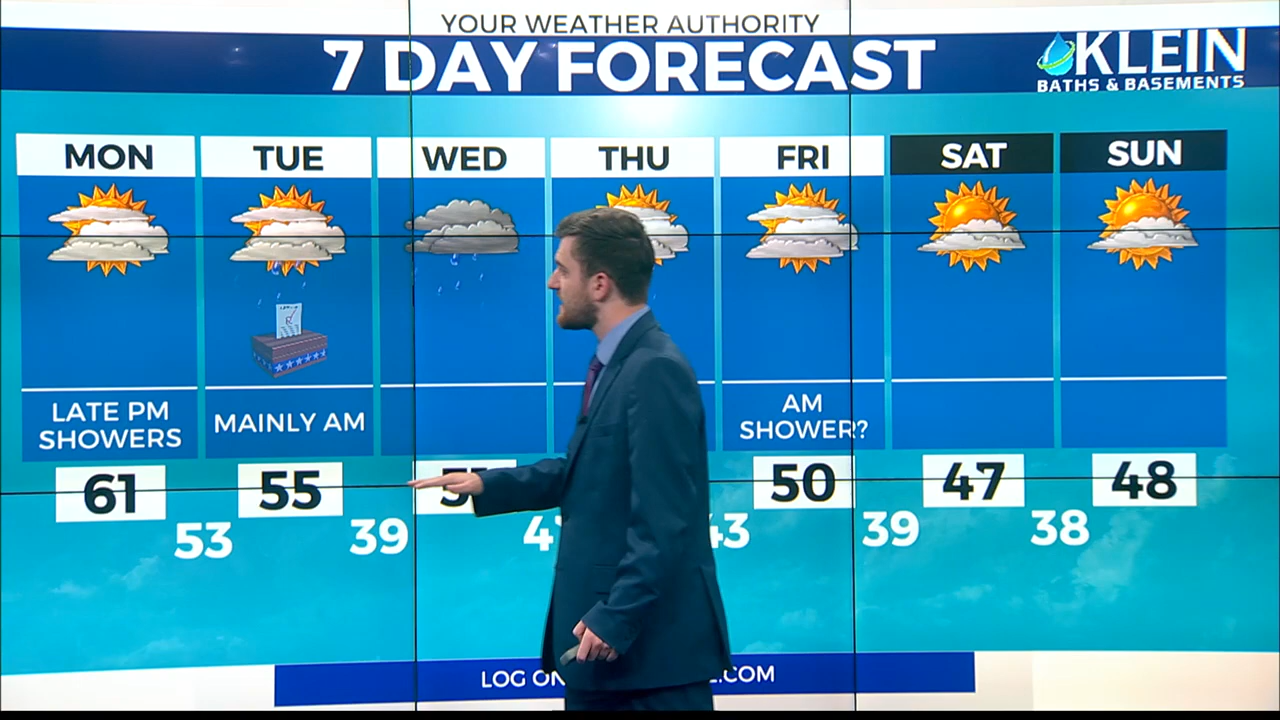 YOUR WEATHER AUTHORITY
7 DAY FORECAST
KLEIN
BATHS & BASEMENTS
MON TUE WED THU FRI SAT SUN
LATE PM
SHOWERS
MAINLY AM
AM
SHOWER?
61 55 50 47 48
53 39 43 39 38
LOG ON
.COM